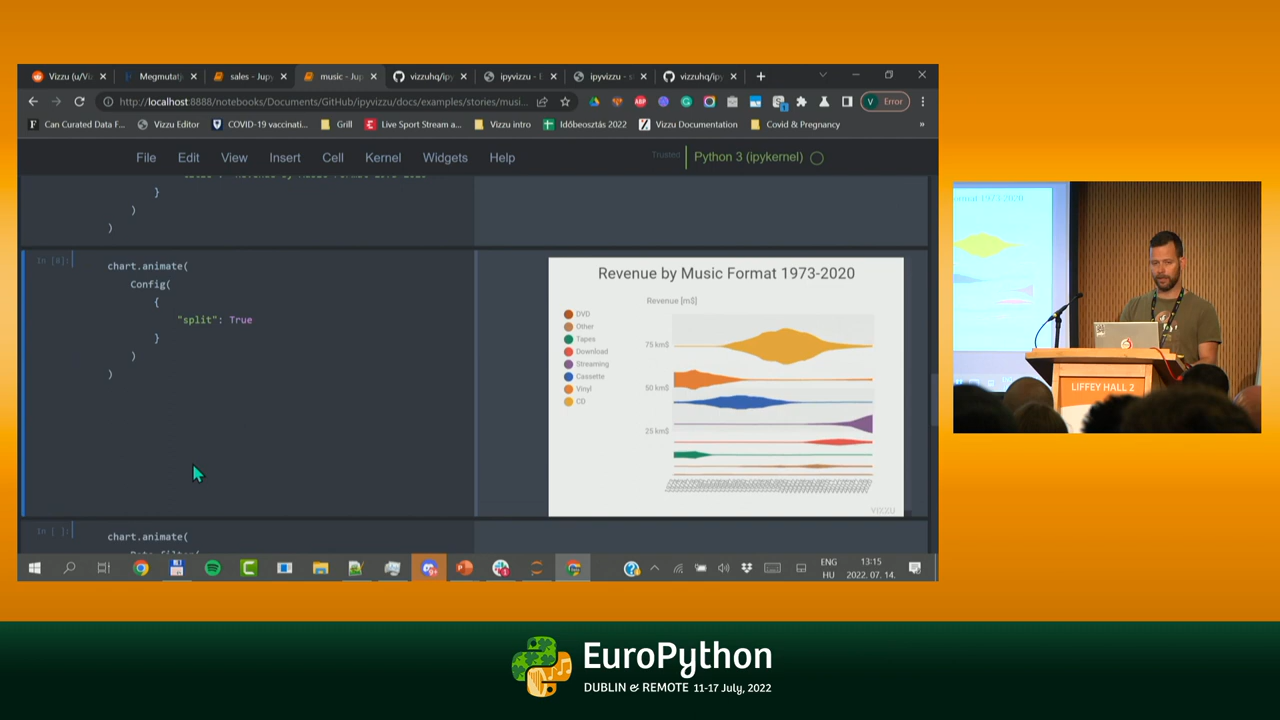 Vizzu (u/Vi
Megmutatj
sales - Jupy
music - Jup
vizzuhq/ipy
ipyvizzu - 
ipyvizzu - s
vizzuhq/ipy
http://localhost:8888/notebooks/Documents/GitHub/ipyvizzu/docs/examples/stories/musi...
V Error
Can Curated Data F...
Vizzu Editor
COVID-19 vaccinati...
Grill
Live Sport Stream a...
Vizzu intro
Időbeosztás 2022
Vizzu Documentation
Covid & Pregnancy
»
File Edit View Insert Cell Kernel Widgets Help
Trusted
Python 3 (ipykernel)
}
)
)
In [8]:
chart.animate(
Config(
{
"split": True
}
)
)
Revenue by Music Format 1973-2020
Revenue [m$]
DVD
Other
Tapes
Download
Streaming
Cassette
Vinyl
CD
75 km$
50 km$
25 km$
VIZZU
In [ ]:
chart.animate(
ENG
HU
13:15
2022. 07. 14.
LIFFEY HALL 2
EuroPython
DUBLIN & REMOTE 11-17 July, 2022